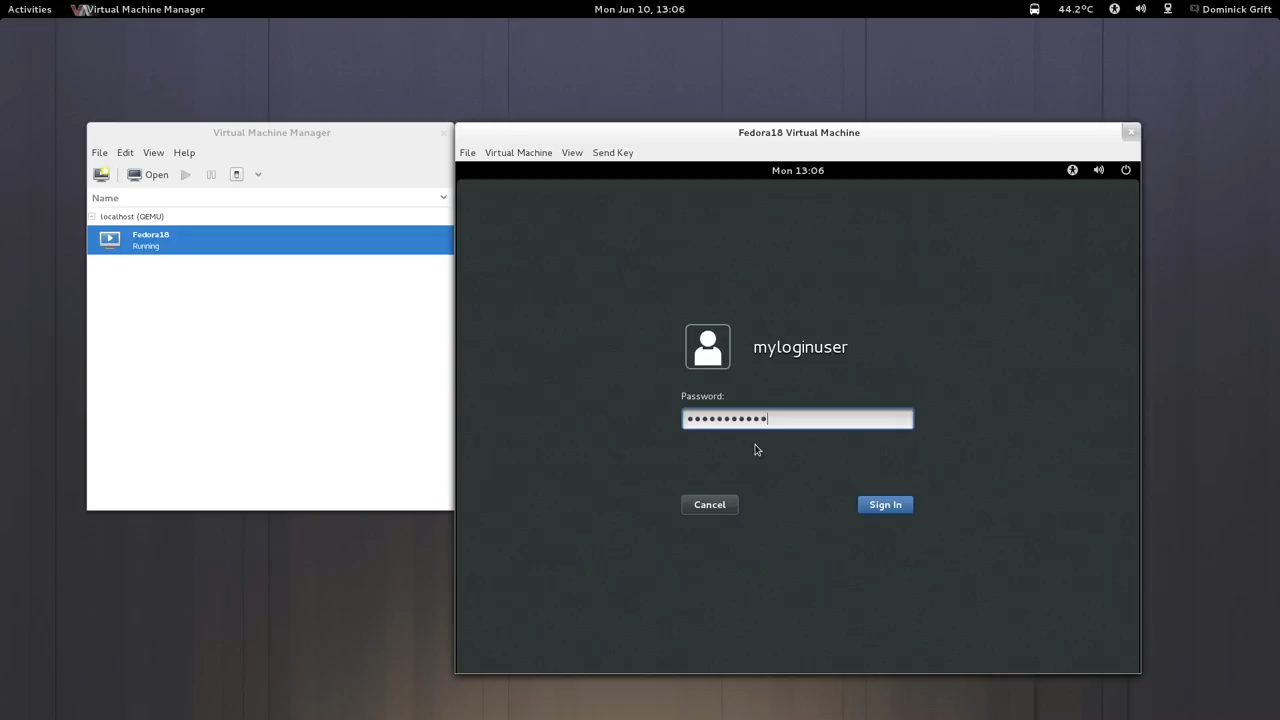 Activities Virtual Machine Manager Mon Jun 10, 13:06 44.2°C Dominick Grift
Virtual Machine Manager
File Edit View Help
Open
Name
localhost (QEMU)
Fedora18
Running
Fedora18 Virtual Machine
File Virtual Machine View Send Key
Mon 13:06
myloginuser
Password:
Cancel Sign In